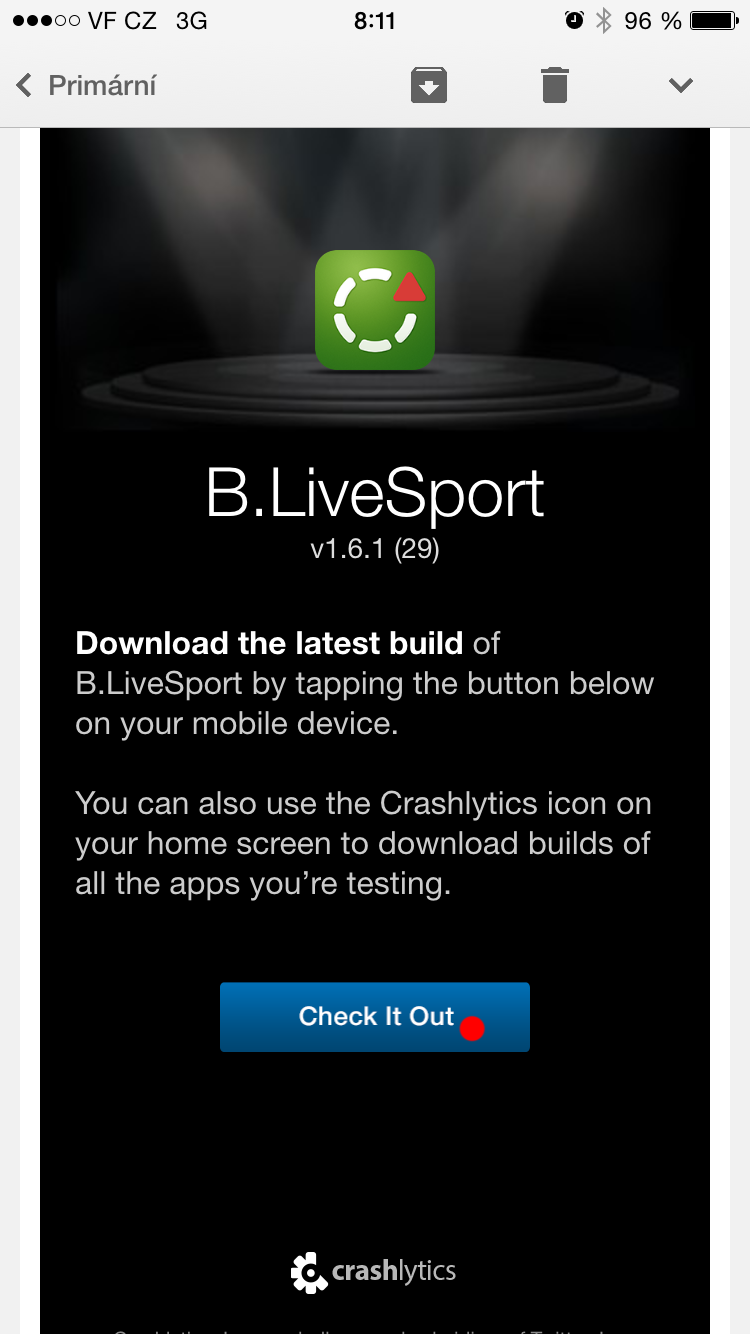 VF CZ 3G 8:11 96 %
Primární
B.LiveSport
v1.6.1 (29)
Download the latest build of
B.LiveSport by tapping the button below
on your mobile device.
You can also use the Crashlytics icon on
your home screen to download builds of
all the apps you’re testing.
Check It Out
crashlytics